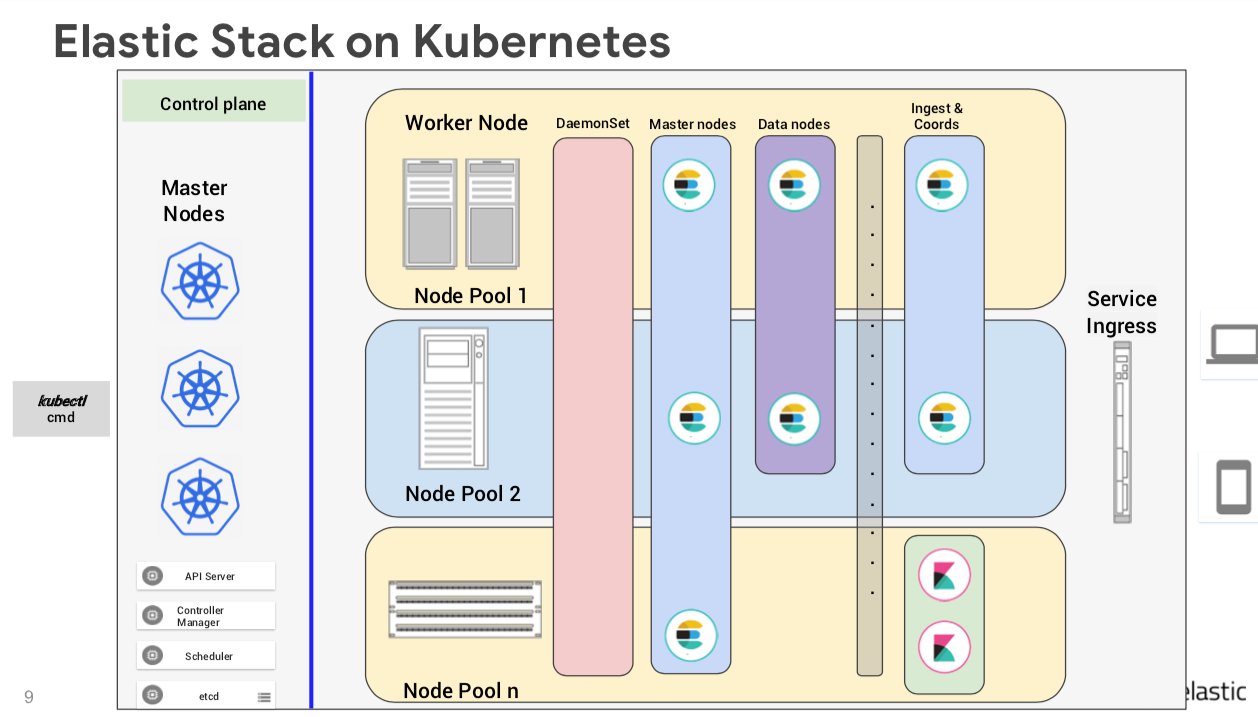 Elastic Stack on Kubernetes
Control plane
Master
Nodes
kubectl
cmd
API Server
Controller
Manager
Scheduler
etcd
Worker Node
DaemonSet
Master nodes
Data nodes
Ingest &
Coords
Node Pool 1
Node Pool 2
Node Pool n
Service
Ingress
9
elastic